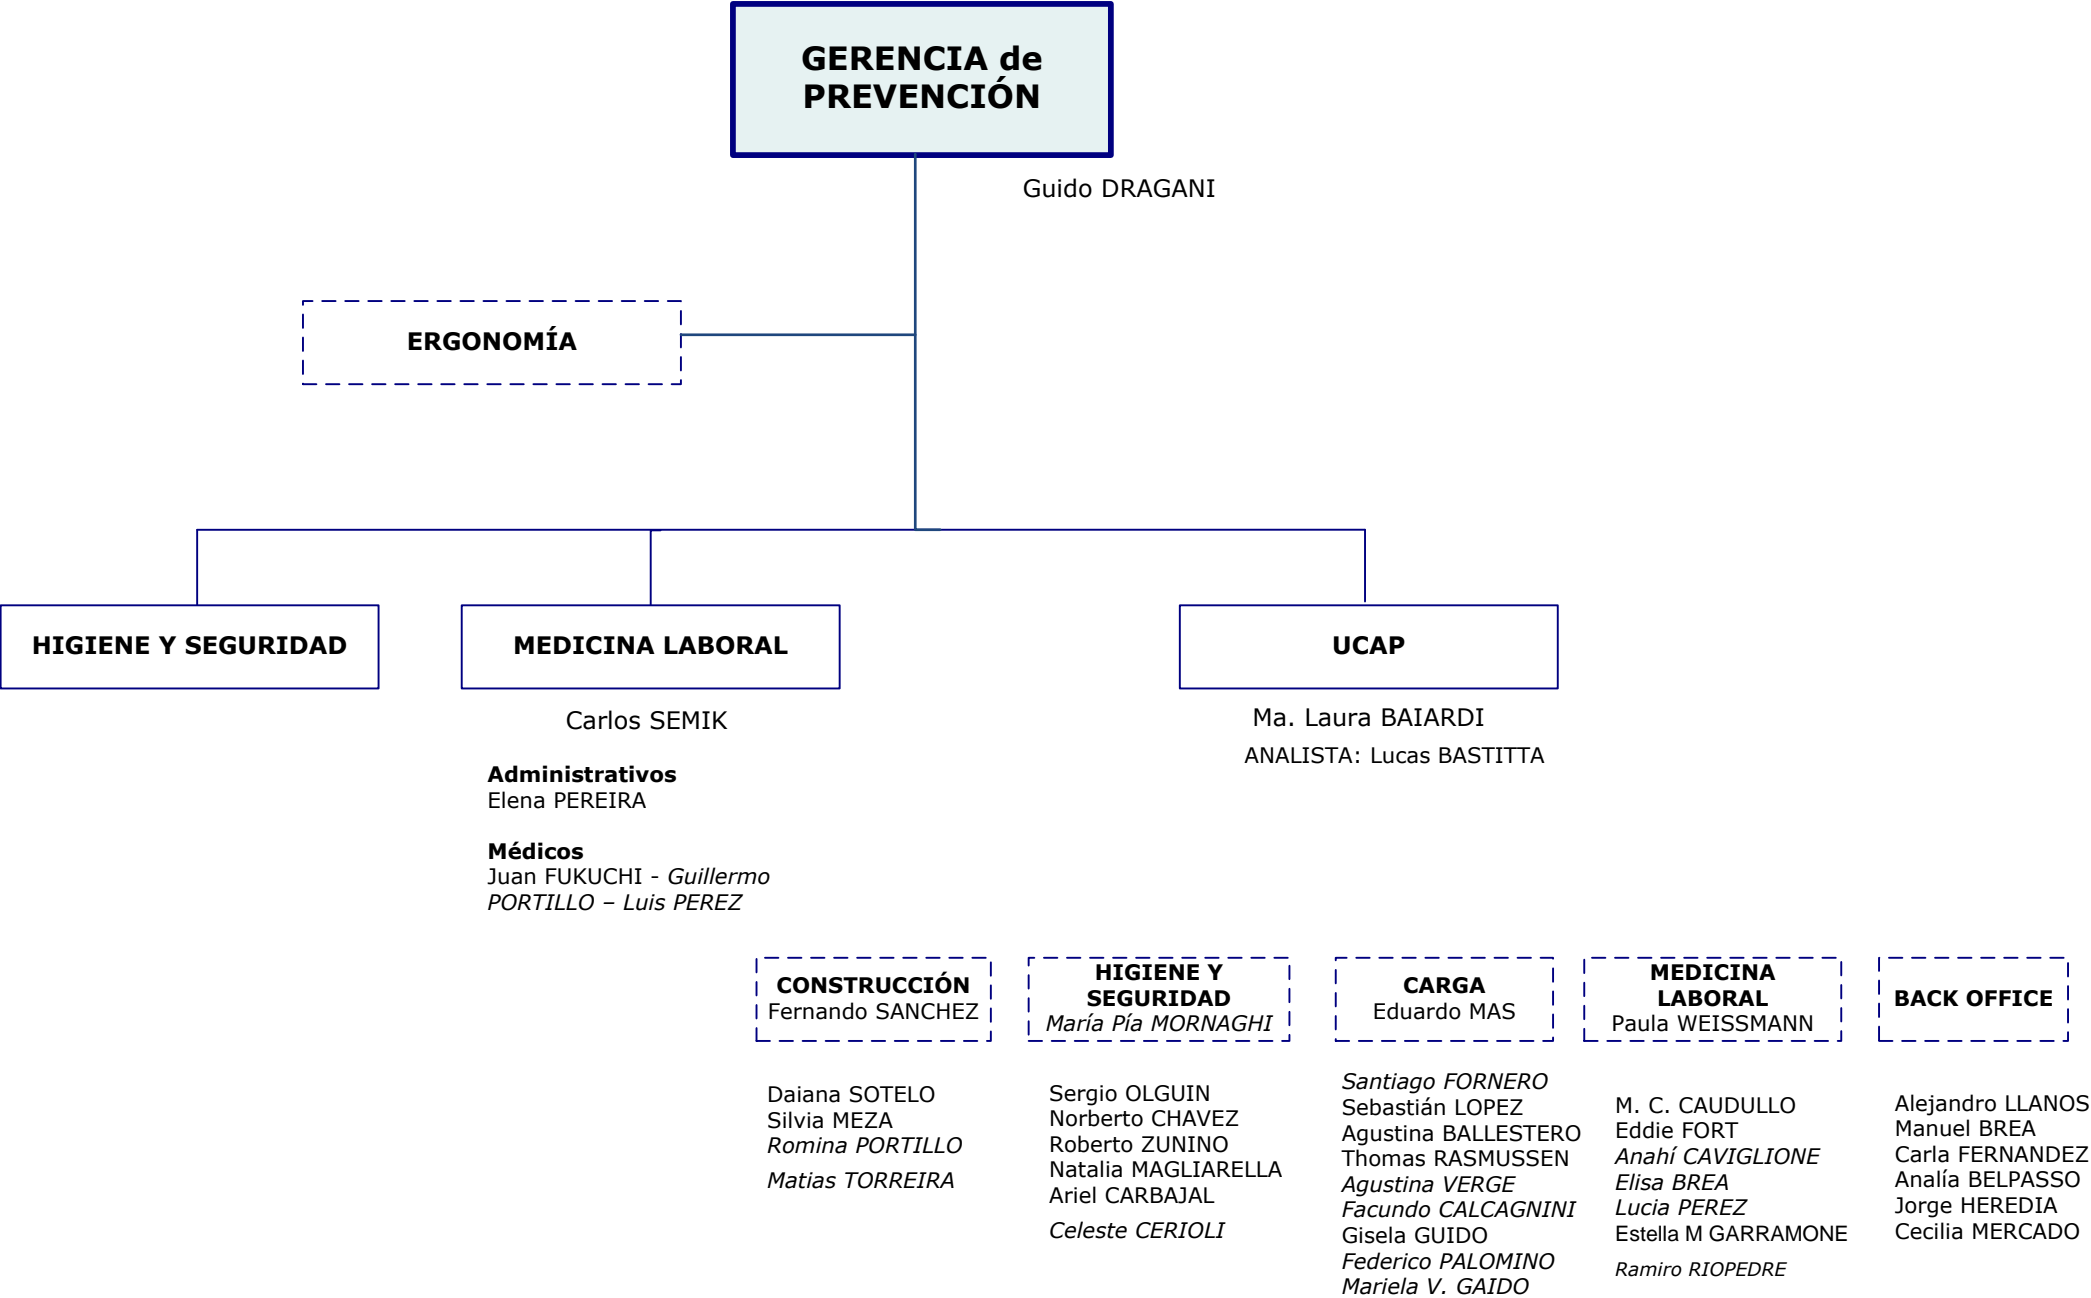 GERENCIA de
PREVENCIÓN
Guido DRAGANI
ERGONOMÍA
HIGIENE Y SEGURIDAD
MEDICINA LABORAL
UCAP
Carlos SEMIK
Administrativos
Elena PEREIRA
Médicos
Juan FUKUCHI - Guillermo
PORTILLO – Luis PEREZ
Ma. Laura BAIARDI
ANALISTA: Lucas BASTITTA
CONSTRUCCIÓN
Fernando SANCHEZ
Daiana SOTELO
Silvia MEZA
Romina PORTILLO
Matias TORREIRA
HIGIENE Y
SEGURIDAD
María Pía MORNAGHI
Sergio OLGUIN
Norberto CHAVEZ
Roberto ZUNINO
Natalia MAGLIARELLA
Ariel CARBAJAL
Celeste CERIOLI
CARGA
Eduardo MAS
Santiago FORNERO
Sebastián LOPEZ
Agustina BALLESTERO
Thomas RASMUSSEN
Agustina VERGE
Facundo CALCAGNINI
Gisela GUIDO
Federico PALOMINO
Mariela V. GAIDO
MEDICINA
LABORAL
Paula WEISSMANN
M. C. CAUDULLO
Eddie FORT
Anahí CAVIGLIONE
Elisa BREA
Lucia PEREZ
Estella M GARRAMONE
Ramiro RIOPEDRE
BACK OFFICE
Alejandro LLANOS
Manuel BREA
Carla FERNANDEZ
Analía BELPASSO
Jorge HEREDIA
Cecilia MERCADO